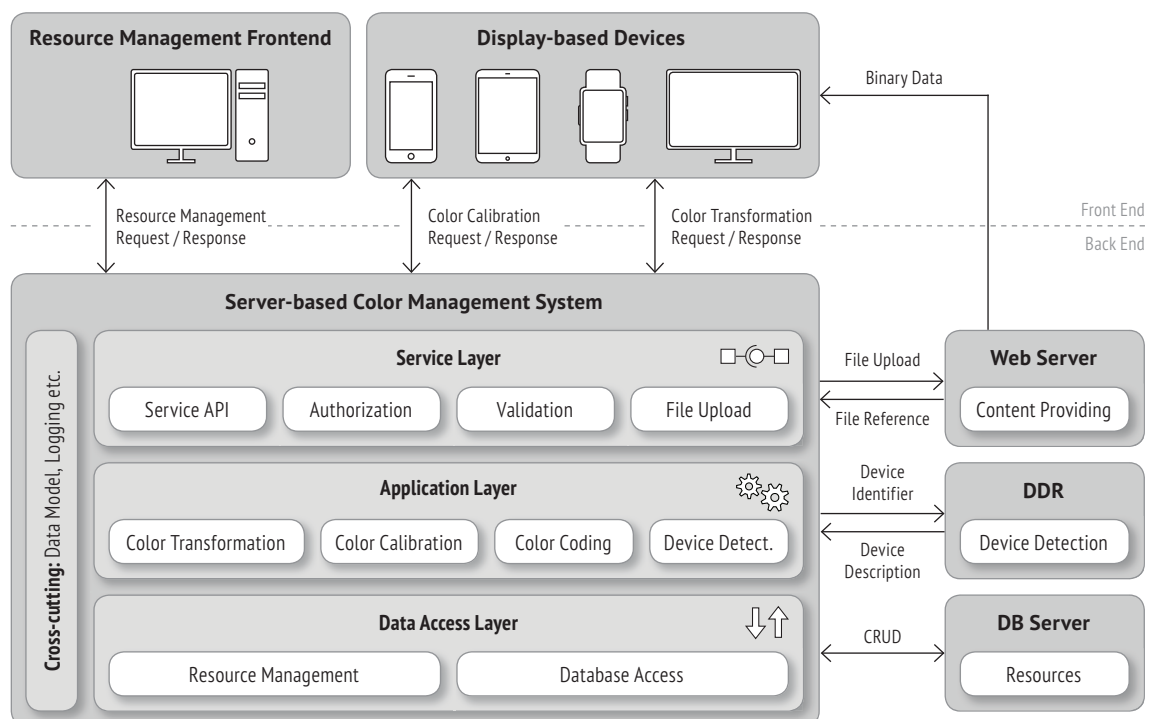 Resource Management Frontend
Display-based Devices
Binary Data
Resource Management
Request / Response
Color Calibration
Request / Response
Color Transformation
Request / Response
Front End
Back End
Server-based Color Management System
Cross-cutting: Data Model, Logging etc.
Service Layer
Service API
Authorization
Validation
File Upload
File Upload
File Reference
Web Server
Content Providing
Application Layer
Color Transformation
Color Calibration
Color Coding
Device Detect.
Device
Identifier
Device
Description
DDR
Device Detection
Data Access Layer
Resource Management
Database Access
CRUD
DB Server
Resources